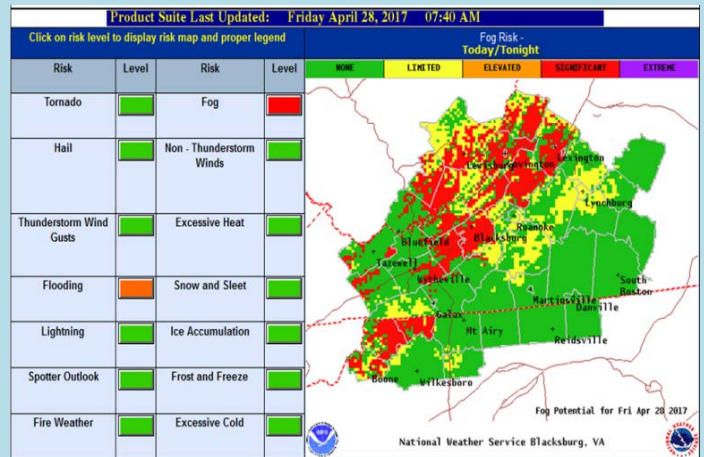 Product Suite Last Updated: Friday April 28, 2017 07:40 AM
Click on risk level to display risk map and proper legend
Risk Level Risk Level
Tornado Fog
Hail Non - Thunderstorm
Winds
Thunderstorm Wind
Gusts
Excessive Heat
Flooding Snow and Sleet
Lightning Ice Accumulation
Spotter Outlook Frost and Freeze
Fire Weather Excessive Cold
Fog Risk -
Today/Tonight
NONE LIMITED ELEVATED SIGNIFICANT EXTREME
Lewisburg Covington Lexington
Lynchburg
Roanoke
Bluefield Blacksburg
Tazewell
Wytheville
South
Boston
Martinsville
Danville
Galax
Mt Airy
Reidsville
Boone Wilkesboro
Fog Potential for Fri Apr 28 2017
National Weather Service Blacksburg, VA